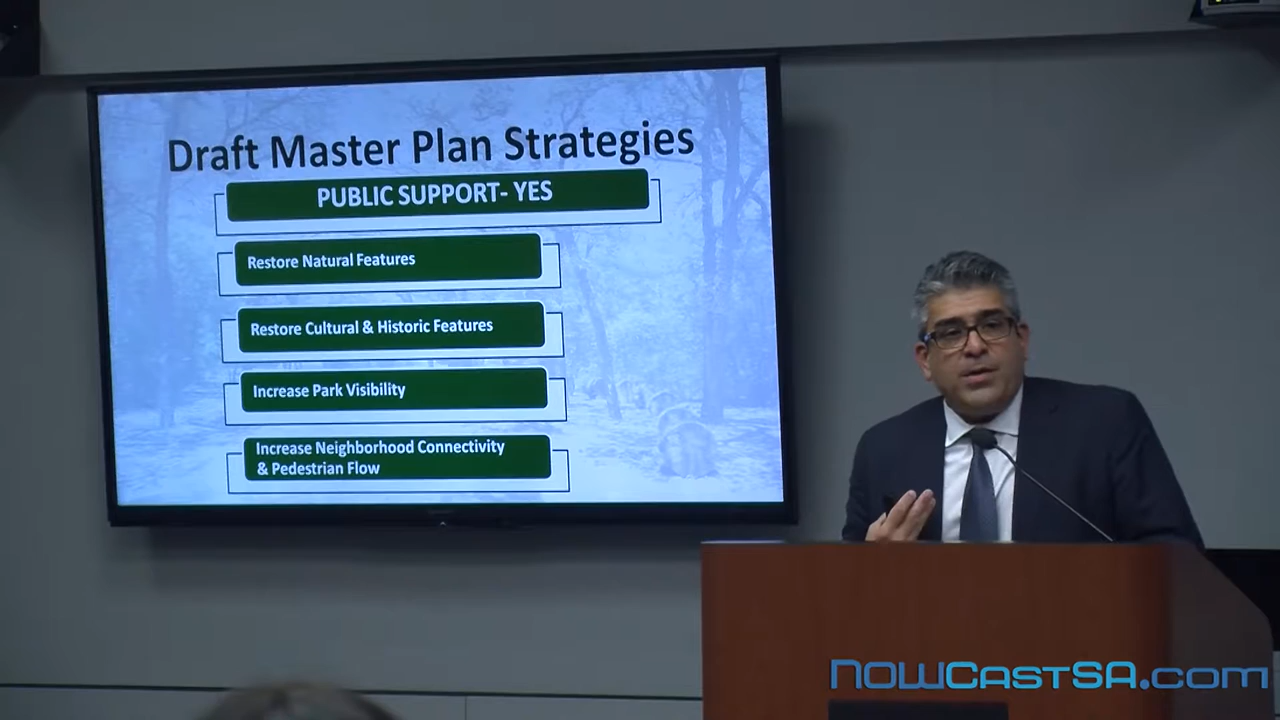 Draft Master Plan Strategies
PUBLIC SUPPORT- YES
Restore Natural Features
Restore Cultural & Historic Features
Increase Park Visibility
Increase Neighborhood Connectivity
& Pedestrian Flow
NOWCASTSA.com